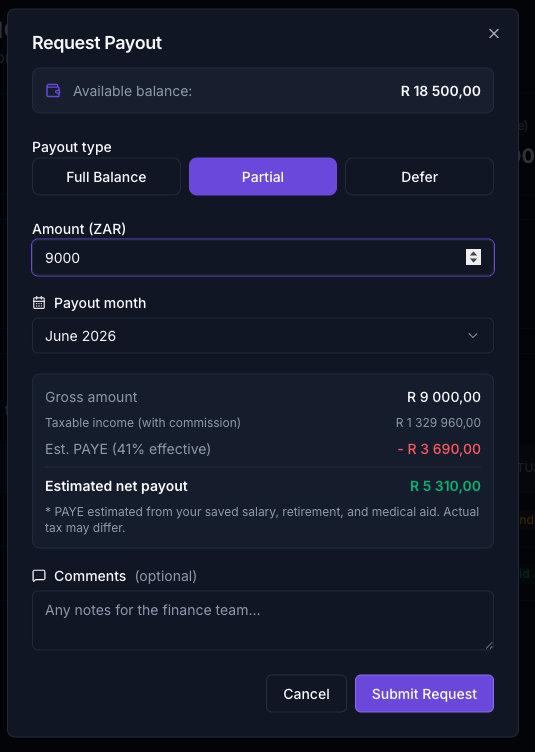 Request Payout
Available balance:
R 18 500,00
Payout type
Full Balance
Partial
Defer
Amount (ZAR)
9000
Payout month
June 2026
Gross amount
R 9 000,00
Taxable income (with commission)
R 1 329 960,00
Est. PAYE (41% effective)
- R 3 690,00
Estimated net payout
R 5 310,00
* PAYE estimated from your saved salary, retirement, and medical aid. Actual
tax may differ.
Comments (optional)
Any notes for the finance team...
Cancel
Submit Request